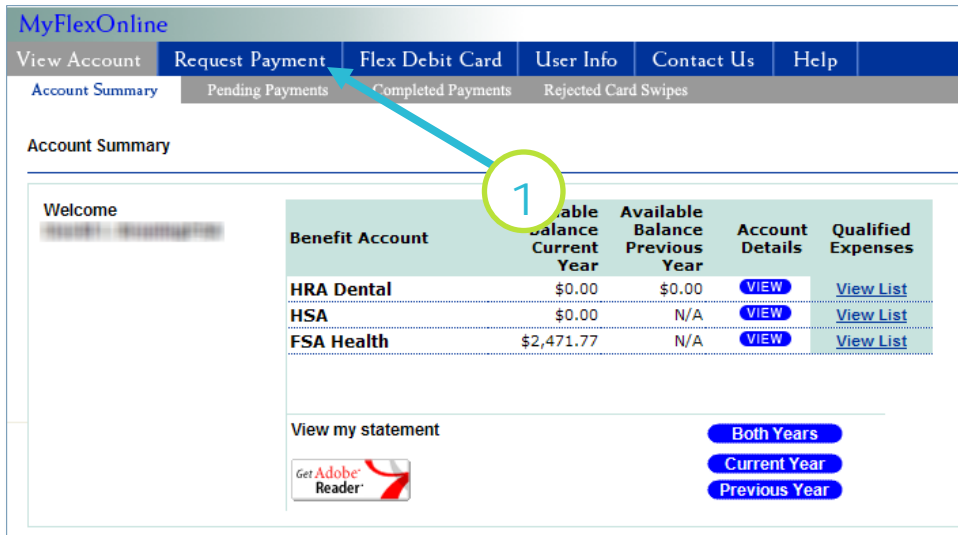 MyFlexOnline
View Account Request Payment Flex Debit Card User Info Contact Us Help
Account Summary Pending Payments Completed Payments Rejected Card Swipes
Account Summary
1
Welcome
Benefit Account
Balance
Current
Year
Available
Balance
Previous
Year
Account
Details
Qualified
Expenses
HRA Dental $0.00 $0.00 VIEW View List
HSA $0.00 N/A VIEW View List
FSA Health $2,471.77 N/A VIEW View List
View my statement
Both Years
Current Year
Previous Year
Get Adobe
Reader